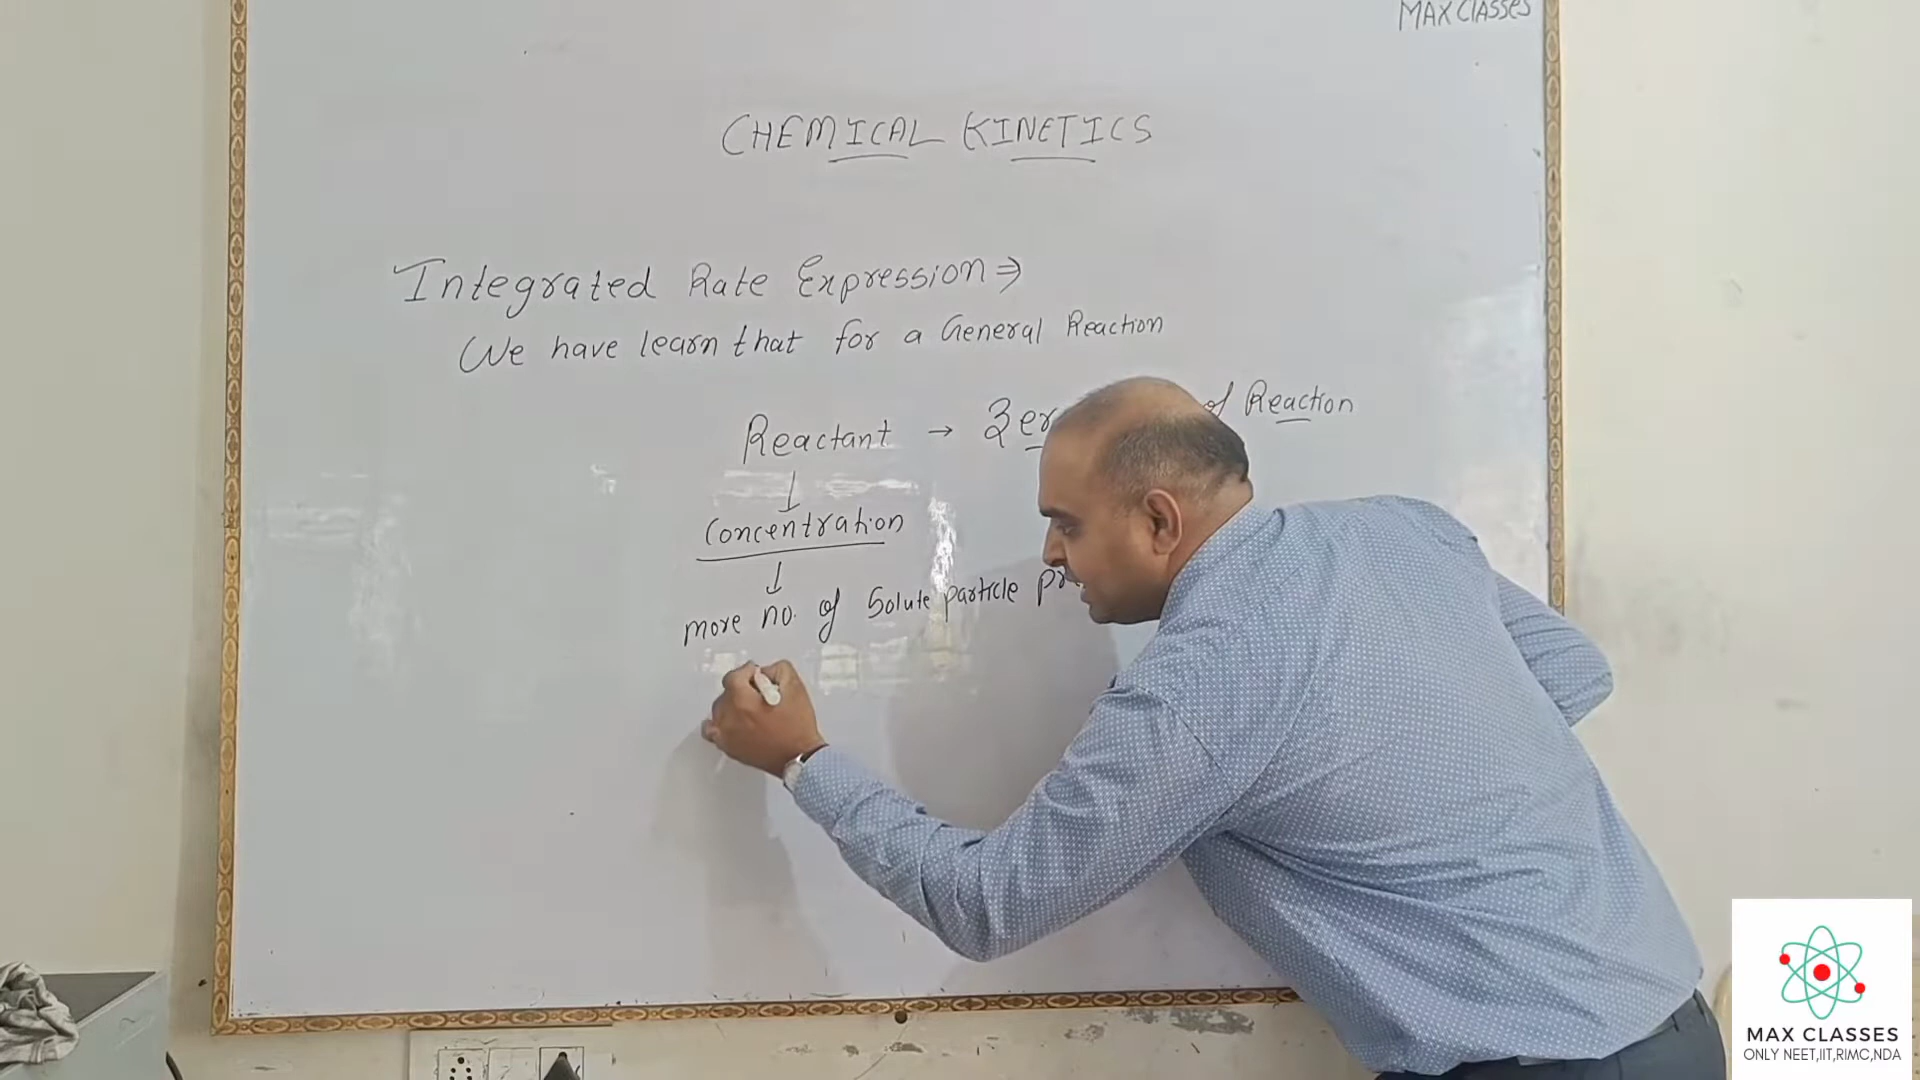 MAX CLASSES
CHEMICAL KINETICS
Integrated Rate Expression ⇒
We have learn that for a General Reaction
Reactant → of Reaction
↓
Concentration
↓
more no. of Solute particle
MAX CLASSES
ONLY NEET,IIT,RIMC,NDA